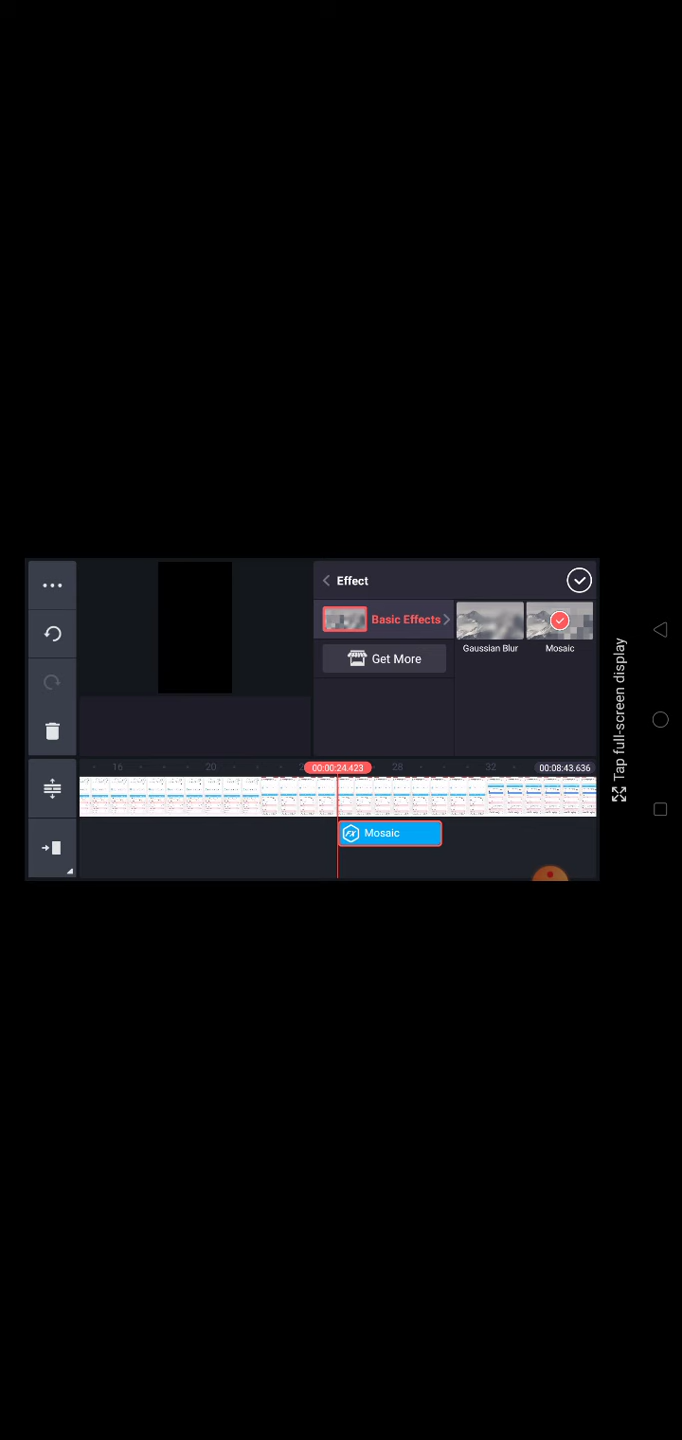 Effect
Basic Effects
Get More
Gaussian Blur
Mosaic
16
20
00:00:24.423
28
32
00:08:43.636
Mosaic
Tap full-screen display